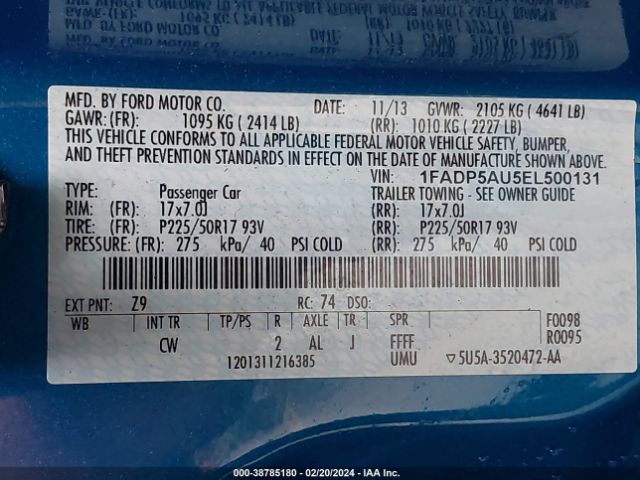 MFD. BY FORD MOTOR CO. DATE: 11/13 GVWR: 2105 KG ( 4641 LB)
GAWR: (FR): 1095 KG ( 2414 LB) (RR): 1010 KG ( 2227 LB)
THIS VEHICLE CONFORMS TO ALL APPLICABLE FEDERAL MOTOR VEHICLE SAFETY, BUMPER,
AND THEFT PREVENTION STANDARDS IN EFFECT ON THE DATE OF MANUFACTURE SHOWN ABOVE.
VIN: 1FADP5AU5EL500131
TYPE: Passenger Car TRAILER TOWING - SEE OWNER GUIDE
RIM: (FR): 17x7.0J (RR): 17x7.0J
TIRE: (FR): P225/50R17 93V (RR): P225/50R17 93V
PRESSURE: (FR): 275 kPa/ 40 PSI COLD (RR): 275 kPa/ 40 PSI COLD
EXT PNT: Z9 RC: 74 DSO:
WB INT TR TP/PS R AXLE TR SPR F0098
CW 2 AL J FFFF R0095
1201311216385 UMU ▽5U5A-3520472-AA
000-38785180 - 02/20/2024 - IAA Inc.